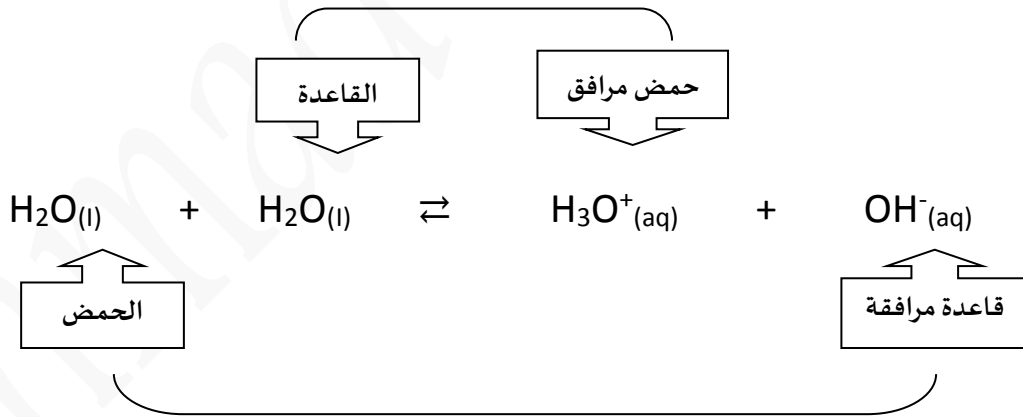 القاعدة
حمض مرافق
H₂O(l) + H₂O(l) ⇄ H₃O⁺(aq) + OH⁻(aq)
الحمض
قاعدة مرافقة